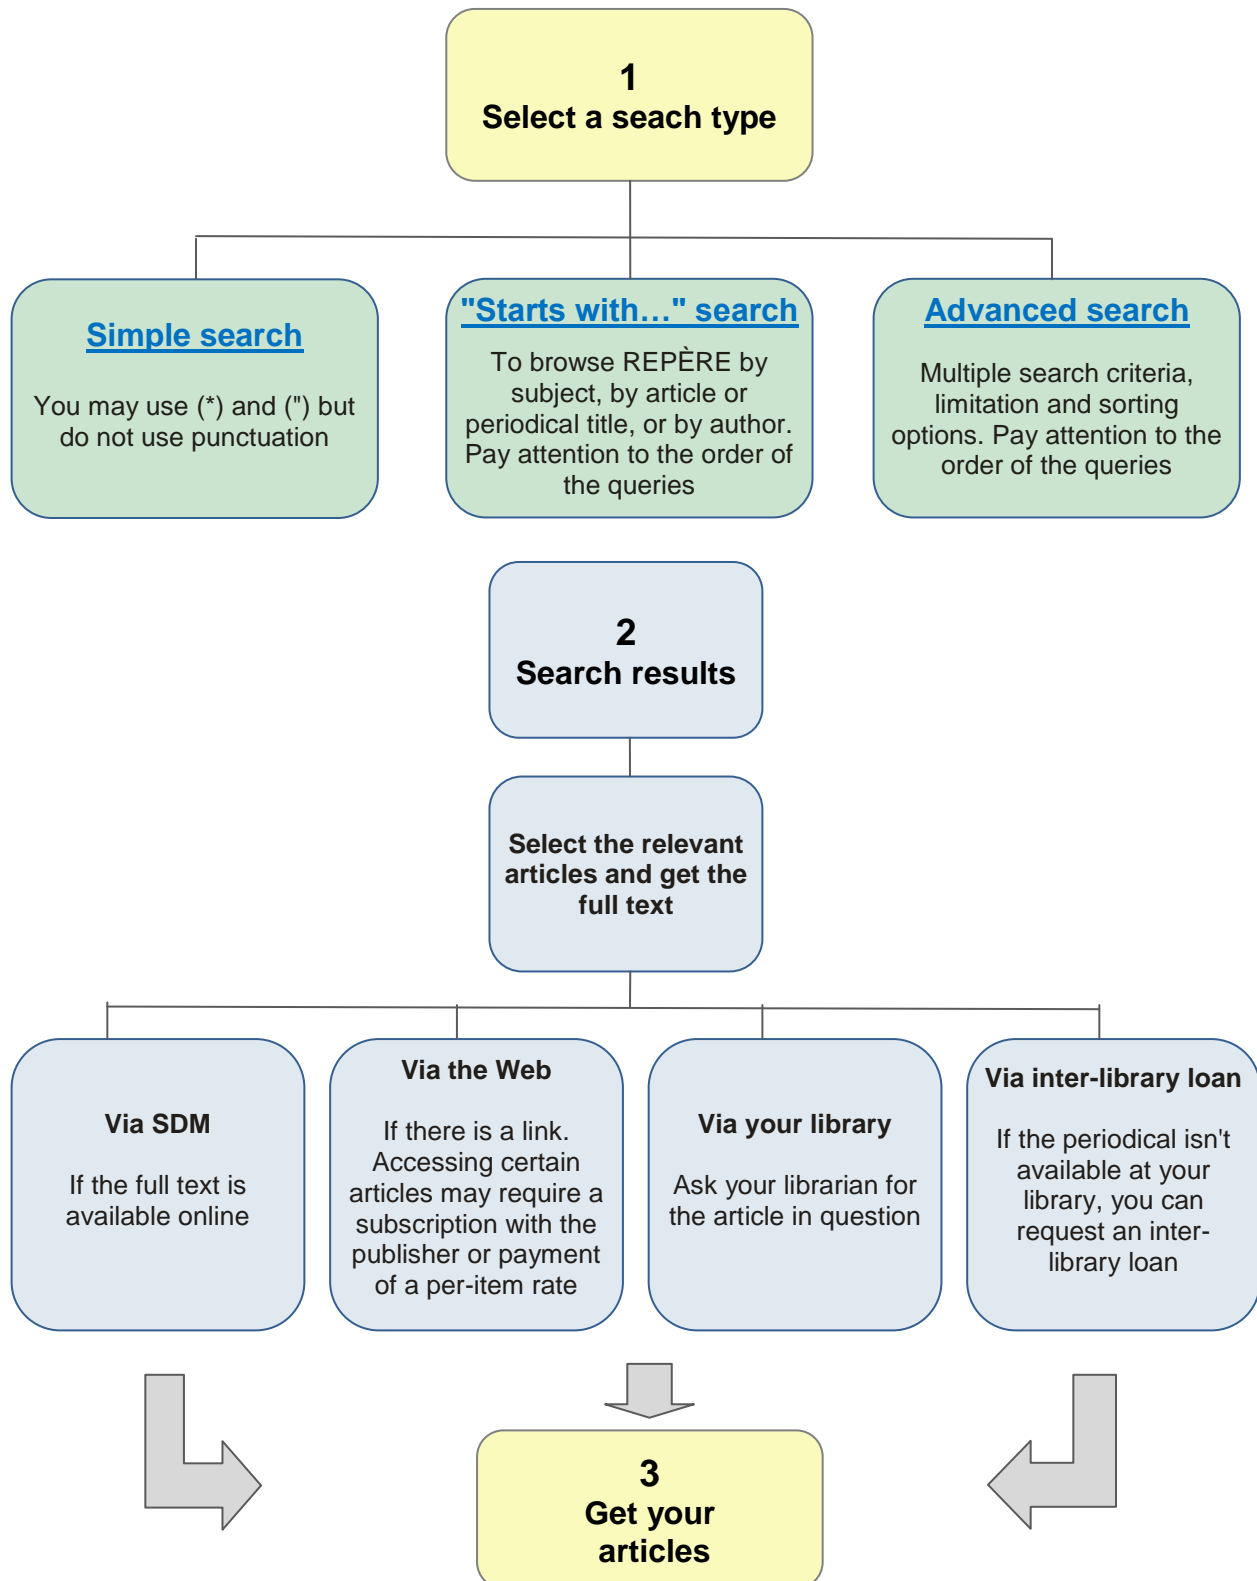 1
Select a seach type
Simple search
You may use (*) and (") but
do not use punctuation
"Starts with…" search
To browse REPÈRE by
subject, by article or
periodical title, or by author.
Pay attention to the order of
the queries
Advanced search
Multiple search criteria,
limitation and sorting
options. Pay attention to the
order of the queries
2
Search results
Select the relevant
articles and get the
full text
Via SDM
If the full text is
available online
Via the Web
If there is a link.
Accessing certain
articles may require a
subscription with the
publisher or payment
of a per-item rate
Via your library
Ask your librarian for
the article in question
Via inter-library loan
If the periodical isn't
available at your
library, you can
request an inter-
library loan
3
Get your
articles